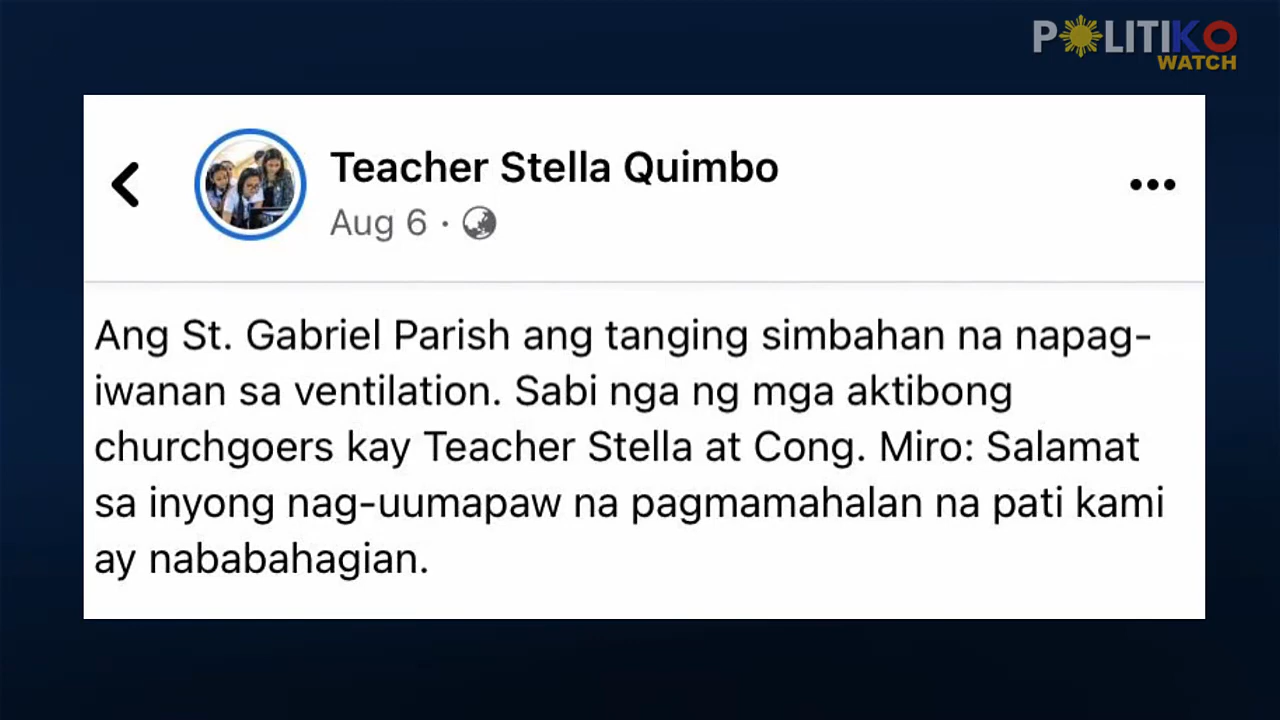 POLITIKO
WATCH
Teacher Stella Quimbo
Aug 6 ·
Ang St. Gabriel Parish ang tanging simbahan na napag-
iwanan sa ventilation. Sabi nga ng mga aktibong
churchgoers kay Teacher Stella at Cong. Miro: Salamat
sa inyong nag-uumapaw na pagmamahalan na pati kami
ay nababahagian.